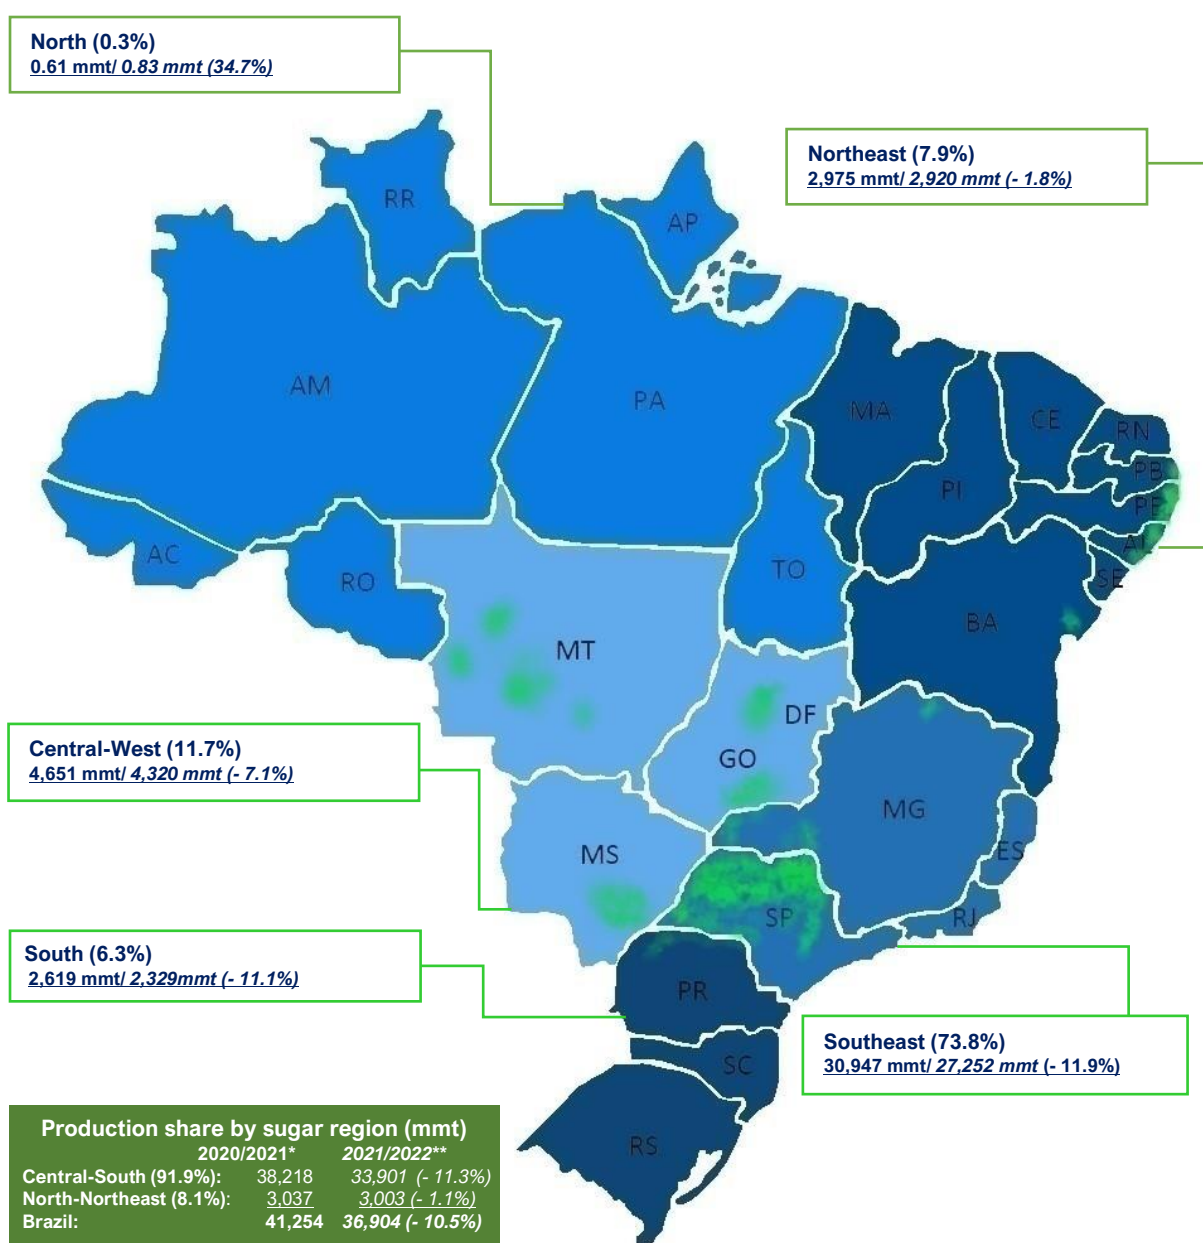 North (0.3%)
0.61 mmt/ 0.83 mmt (34.7%)
Northeast (7.9%)
2,975 mmt/ 2,920 mmt (- 1.8%)
RR
AP
AM
PA
MA
CE
RN
PB
PI
PE
AL
AC
RO
TO
SE
BA
MT
DF
GO
Central-West (11.7%)
4,651 mmt/ 4,320 mmt (- 7.1%)
MG
MS
ES
SP
RJ
South (6.3%)
2,619 mmt/ 2,329mmt (- 11.1%)
PR
Southeast (73.8%)
30,947 mmt/ 27,252 mmt (- 11.9%)
SC
RS
Production share by sugar region (mmt)
2020/2021* 2021/2022**
Central-South (91.9%): 38,218 33,901 (- 11.3%)
North-Northeast (8.1%): 3,037 3,003 (- 1.1%)
Brazil: 41,254 36,904 (- 10.5%)